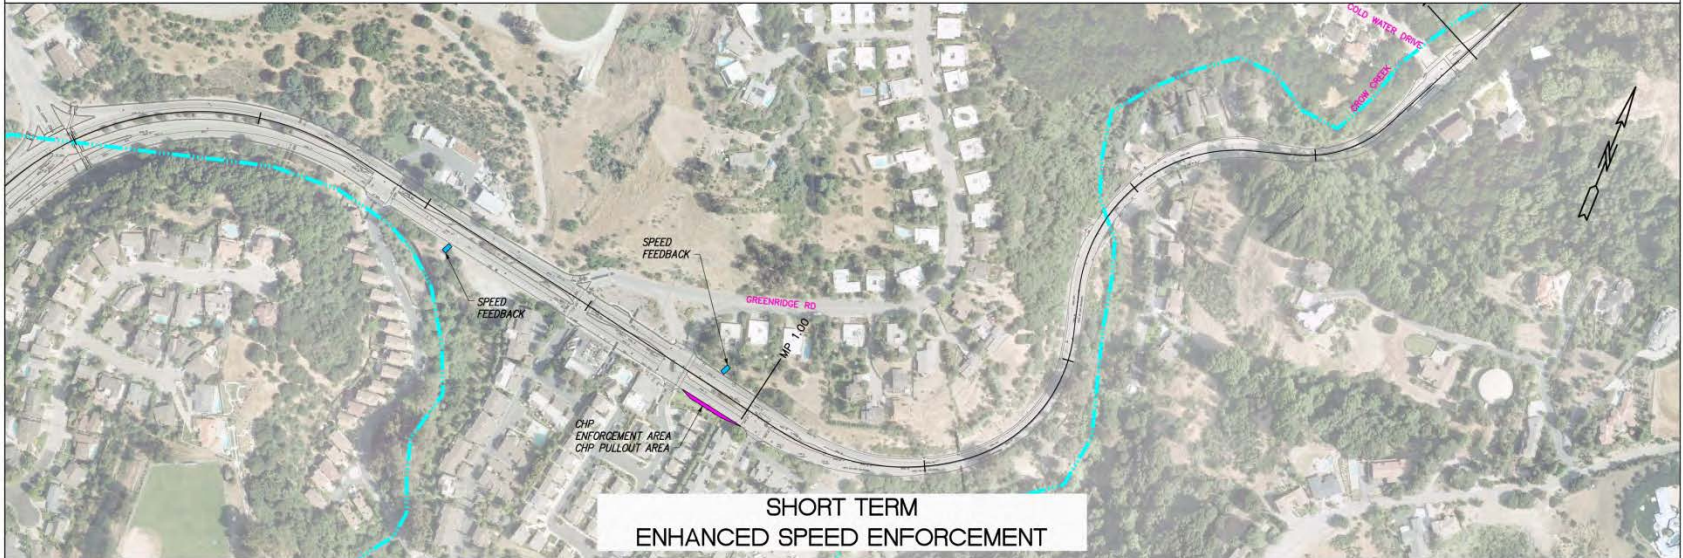 COLD WATER DRIVE
CROW CREEK
N
SPEED
FEEDBACK
SPEED
FEEDBACK
GREENRIDGE RD
MP 1.00
CHP
ENFORCEMENT AREA
CHP PULLOUT AREA
SHORT TERM
ENHANCED SPEED ENFORCEMENT